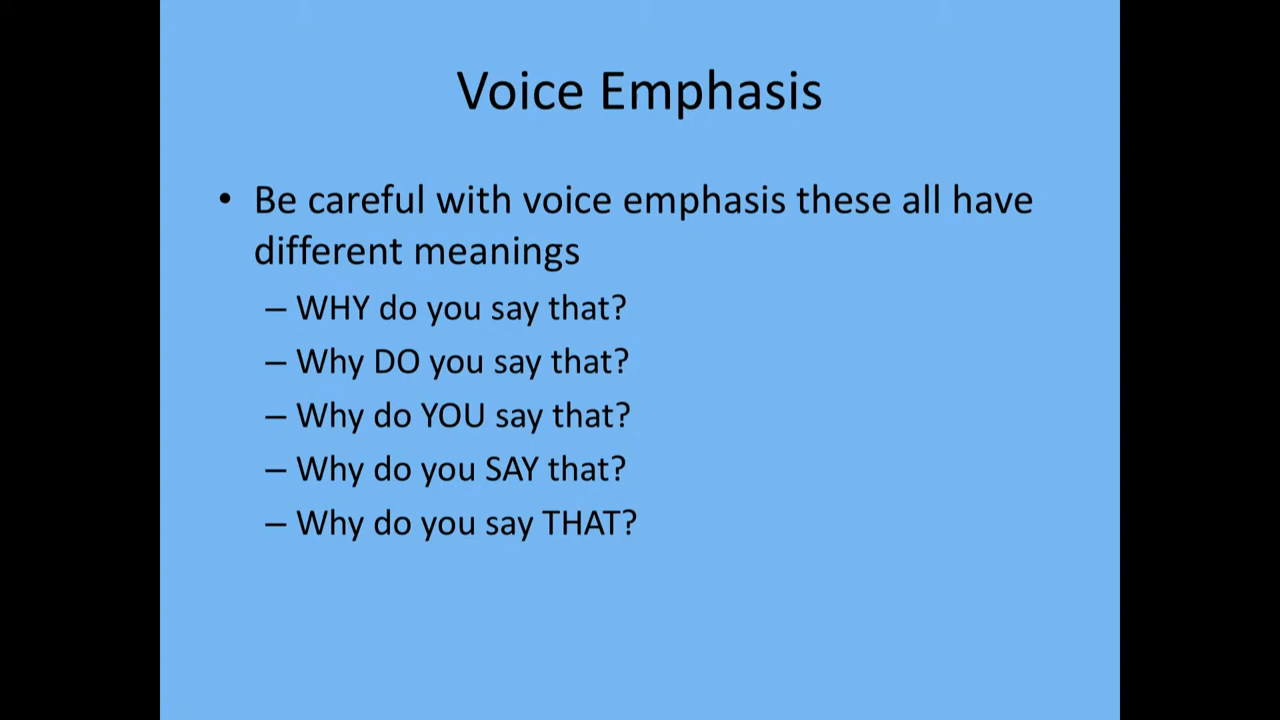 Voice Emphasis
• Be careful with voice emphasis these all have
different meanings
– WHY do you say that?
– Why DO you say that?
– Why do YOU say that?
– Why do you SAY that?
– Why do you say THAT?